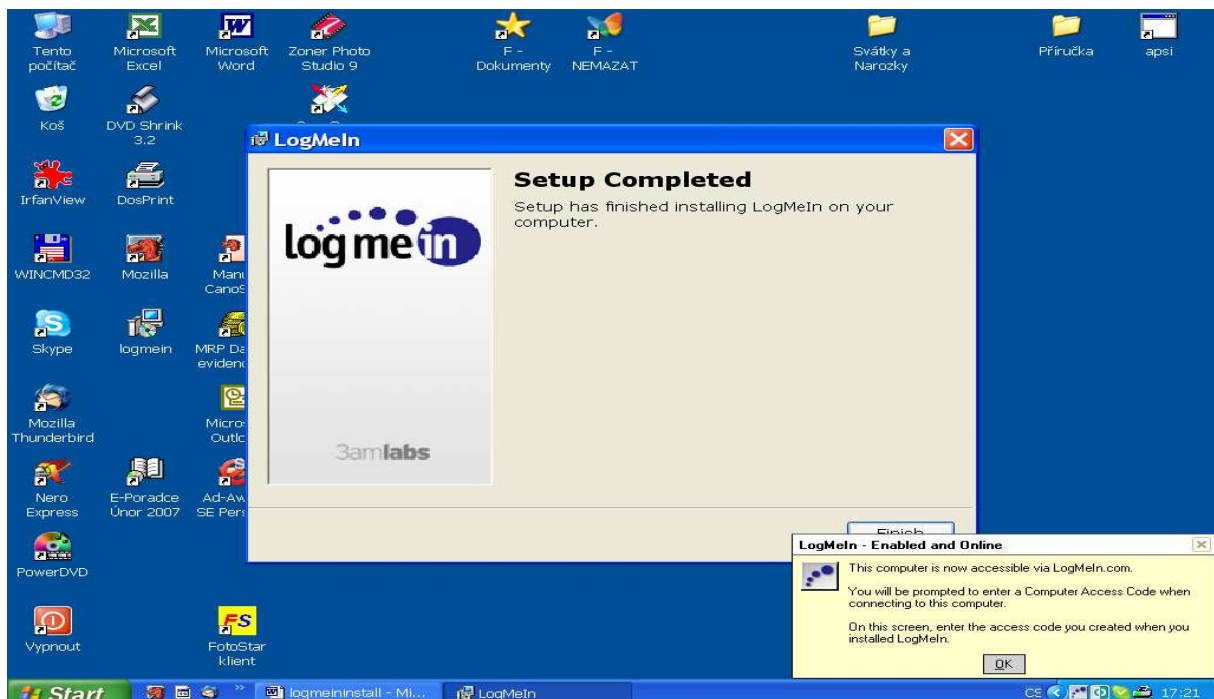 Tento
počítač
Microsoft
Excel
Microsoft
Word
Zoner Photo
Studio 9
F -
Dokumenty
F -
NEMAZAT
Svátky a
Narozky
Příručka
apsi
Koš
DVD Shrink
3.2
IrfanView
DosPrint
WINCMD32
Mozilla
Skype
logmein
MRP
Mozilla
Thunderbird
Nero
Express
E-Poradce
Únor 2007
SE
PowerDVD
Vypnout
FS
FotoStar
klient
LogMeIn
logmein
3amlabs
Setup Completed
Setup has finished installing LogMeIn on your
computer.
Finish
LogMeIn - Enabled and Online
This computer is now accessible via LogMeIn.com.
You will be prompted to enter a Computer Access Code when
connecting to this computer.
On this screen, enter the access code you created when you
installed LogMeIn.
OK
Start
logmeininstall - Mi...
LogMeIn
CS
17:21